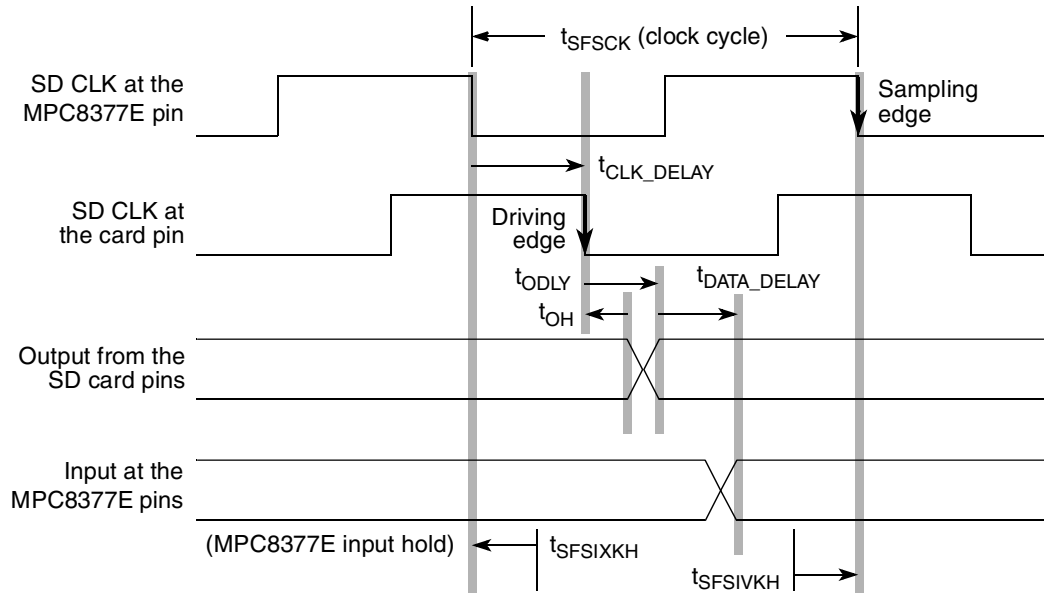 tSFSCK (clock cycle)
SD CLK at the
MPC8377E pin
Sampling
edge
tCLK_DELAY
SD CLK at
the card pin
Driving
edge
tODLY
tDATA_DELAY
tOH
Output from the
SD card pins
Input at the
MPC8377E pins
(MPC8377E input hold)
tSFSIXKH
tSFSIVKH